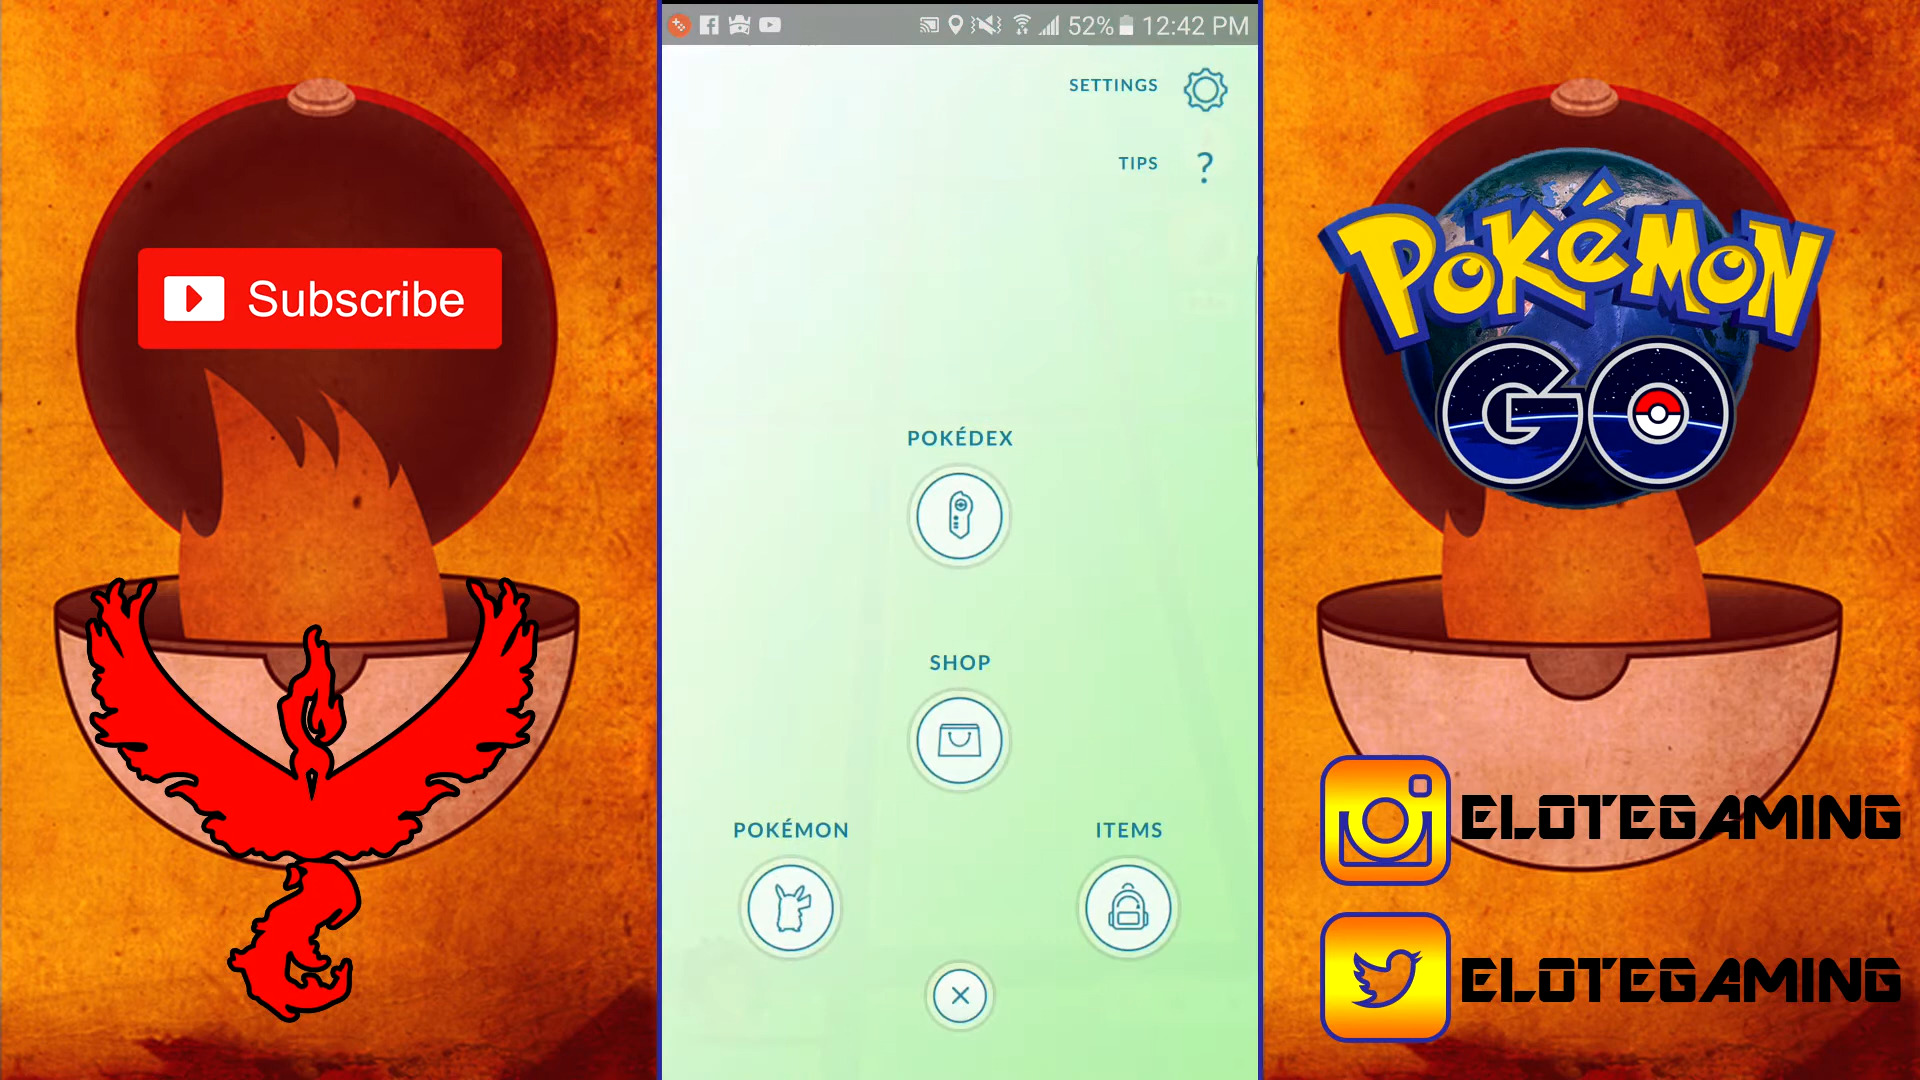 52% 12:42 PM
SETTINGS
TIPS
?
Subscribe
POKÉMON
GO
POKÉDEX
SHOP
POKÉMON
ITEMS
ELOTEGAMING
ELOTEGAMING